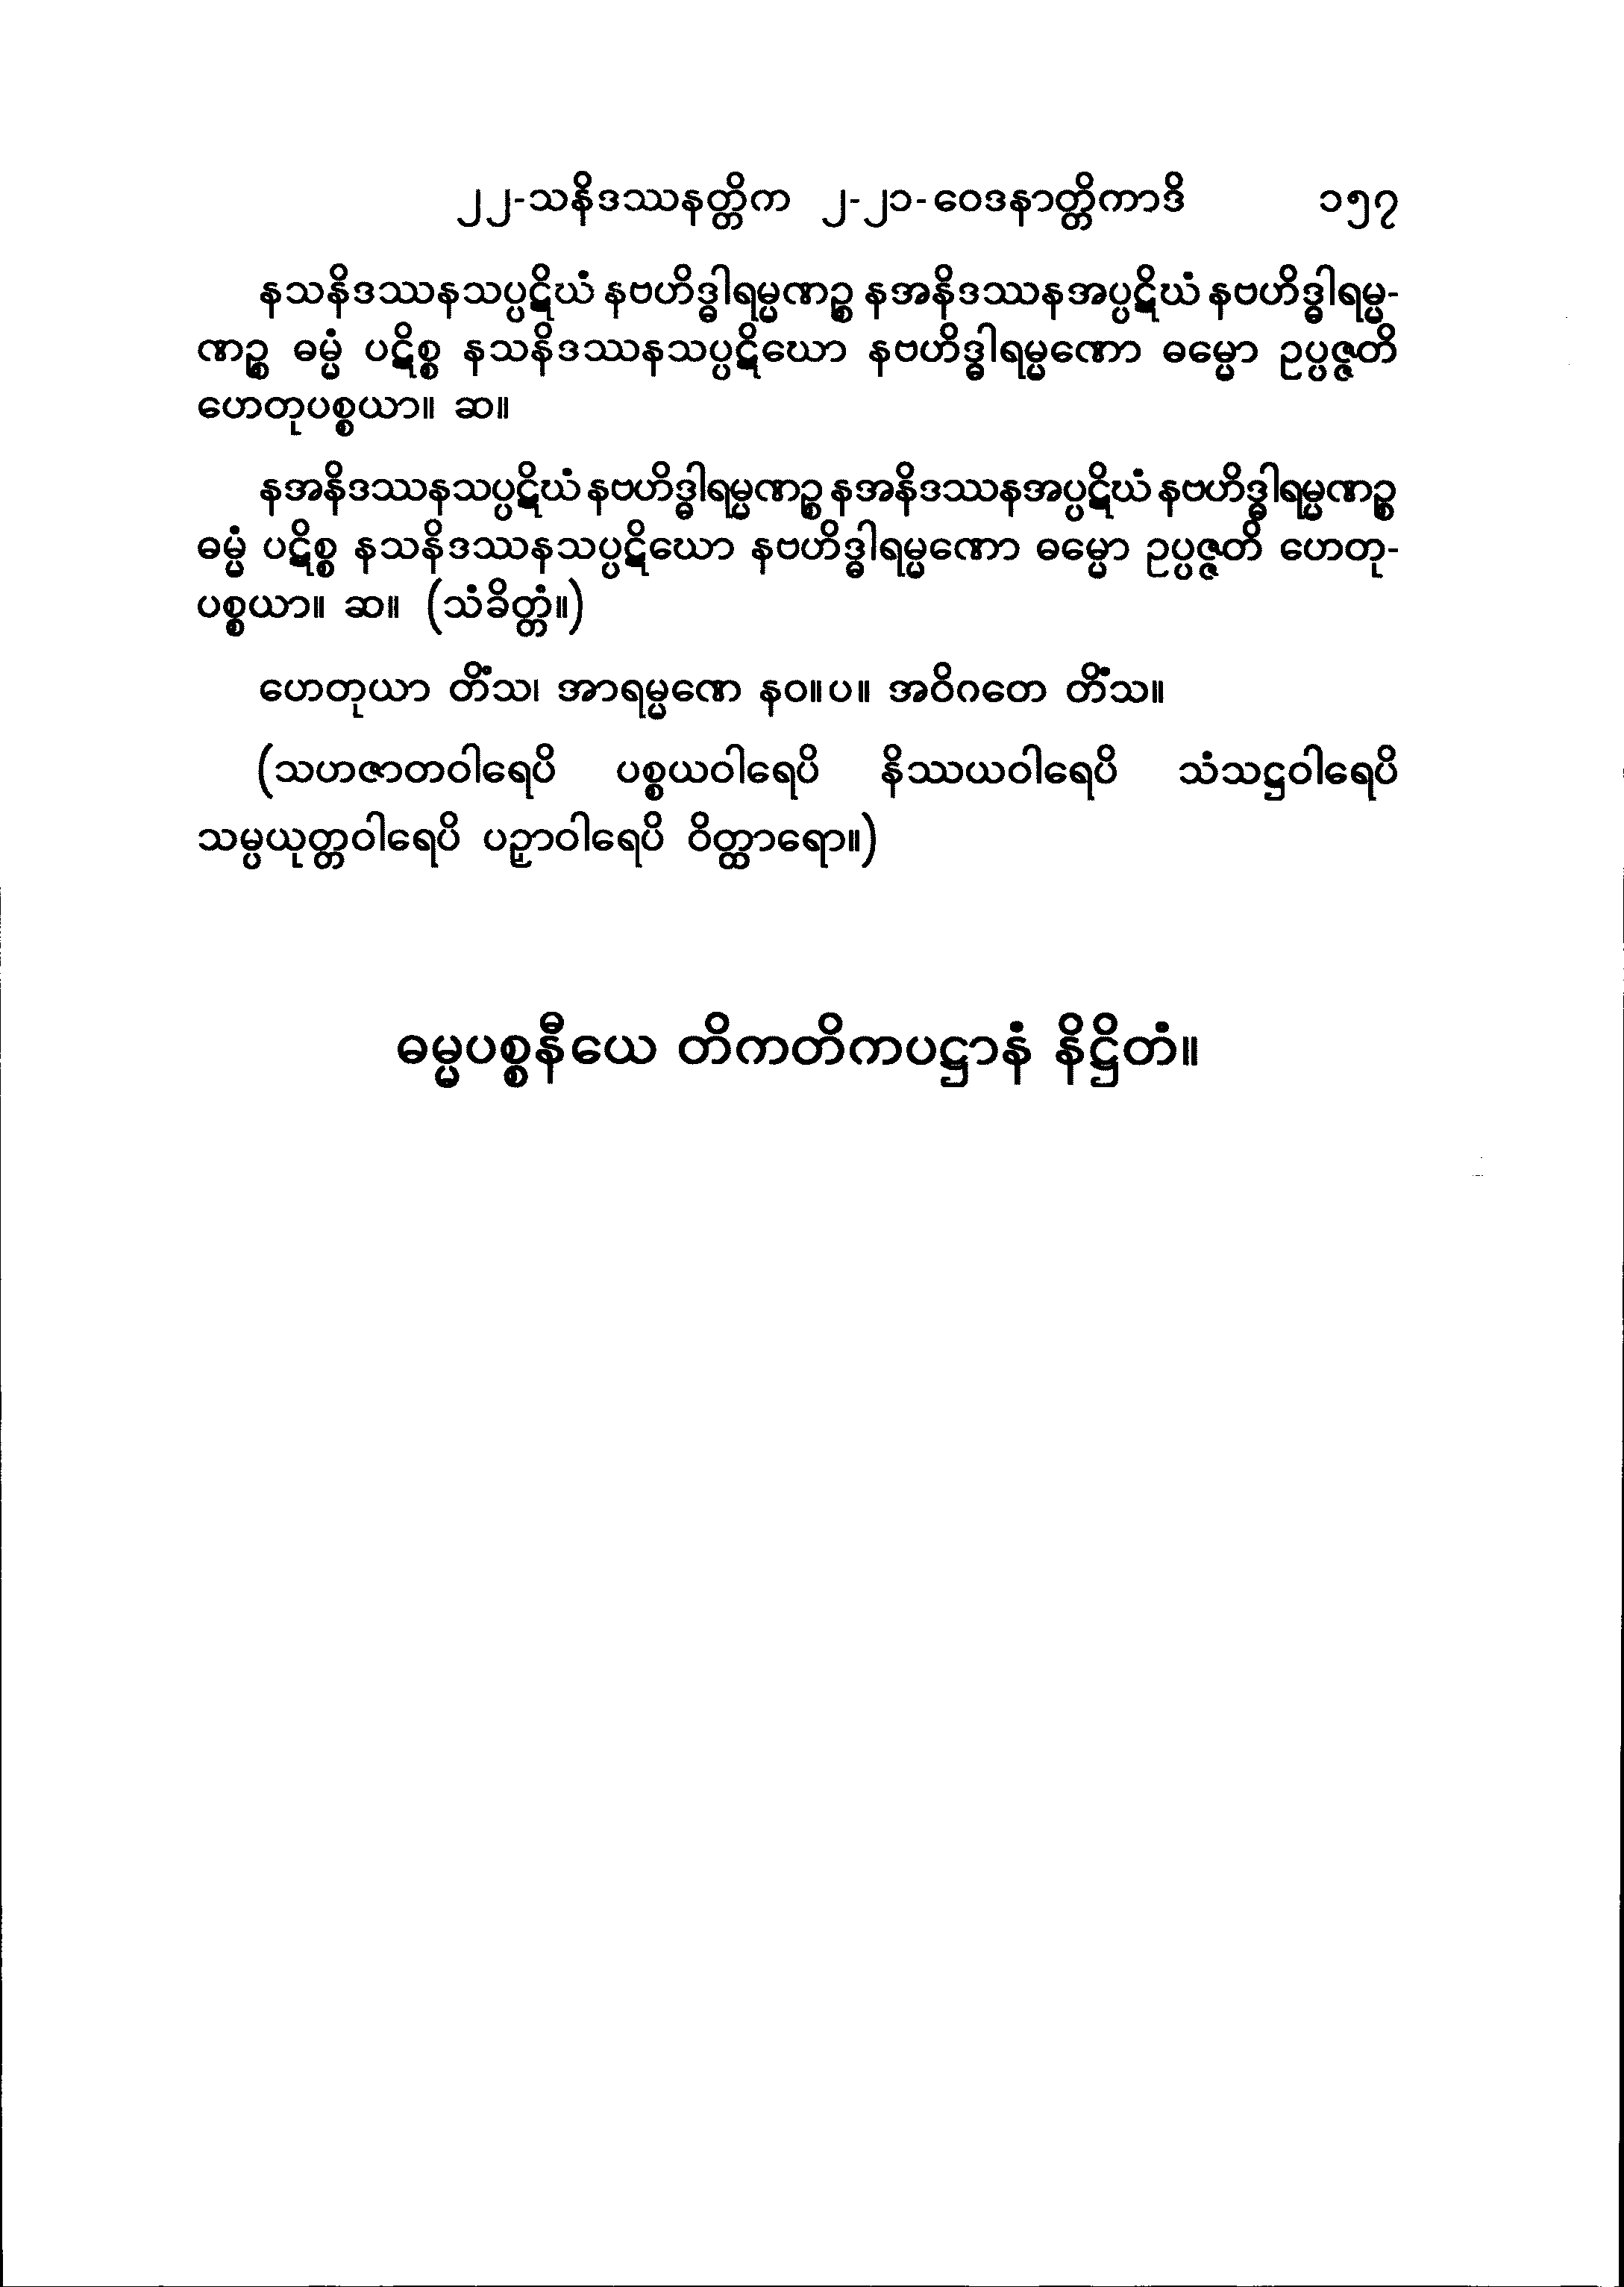 ၂၂-သနိဒဿနတ္တိက ၂-၂၁-ဝေဒနာတ္တိကာဒိ ၁၅၇
နသနိဒဿနသပ္ပဋိဃံ နဗဟိဒ္ဓါရမ္မဏဉ္စ နအနိဒဿနအပ္ပဋိဃံ နဗဟိဒ္ဓါရမ္မ-
ဏဉ္စ ဓမ္မံ ပဋိစ္စ နသနိဒဿနသပ္ပဋိဃော နဗဟိဒ္ဓါရမ္မဏော ဓမ္မော ဥပ္ပဇ္ဇတိ
ဟေတုပစ္စယာ။ ဆ။
နအနိဒဿနသပ္ပဋိဃံ နဗဟိဒ္ဓါရမ္မဏဉ္စ နအနိဒဿနအပ္ပဋိဃံ နဗဟိဒ္ဓါရမ္မဏဉ္စ
ဓမ္မံ ပဋိစ္စ နသနိဒဿနသပ္ပဋိဃော နဗဟိဒ္ဓါရမ္မဏော ဓမ္မော ဥပ္ပဇ္ဇတိ ဟေတု-
ပစ္စယာ။ ဆ။ (သံခိတ္တံ။)
ဟေတုယာ တိံသ၊ အာရမ္မဏေ နဝ။ပ။ အဝိဂတေ တိံသ။
(သဟဇာတဝါရေပိ ပစ္စယဝါရေပိ နိဿယဝါရေပိ သံသဋ္ဌဝါရေပိ
သမ္ပယုတ္တဝါရေပိ ပဉှာဝါရေပိ ဝိတ္ထာရော။)
ဓမ္မပစ္စနီယေ တိကတိကပဋ္ဌာနံ နိဋ္ဌိတံ။